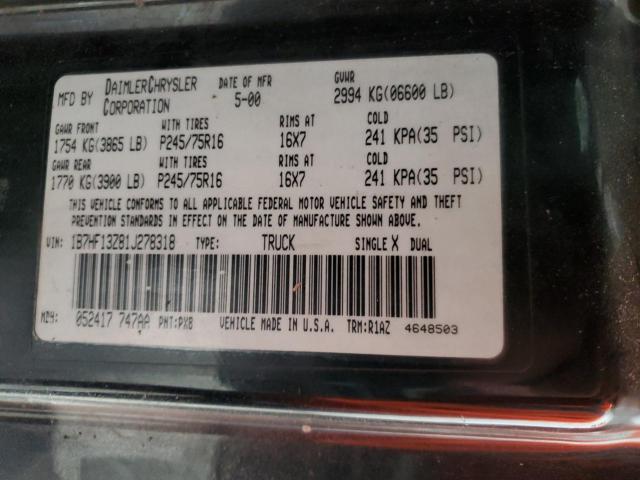 MFD BY DAIMLERCHRYSLER CORPORATION DATE OF MFR 5-00 GVWR 2994 KG(06600 LB)
GAWR FRONT WITH TIRES RIMS AT COLD
1754 KG(3865 LB) P245/75R16 16X7 241 KPA(35 PSI)
GAWR REAR WITH TIRES RIMS AT COLD
1770 KG(3900 LB) P245/75R16 16X7 241 KPA(35 PSI)
THIS VEHICLE CONFORMS TO ALL APPLICABLE FEDERAL MOTOR VEHICLE SAFETY AND THEFT
PREVENTION STANDARDS IN EFFECT ON THE DATE OF MANUFACTURE SHOWN ABOVE.
VIN: 1B7HF13Z81J278318 TYPE: TRUCK SINGLE X DUAL
MDH: 052417 747AA PNT:PX8 VEHICLE MADE IN U.S.A. TRM:R1AZ 4648503